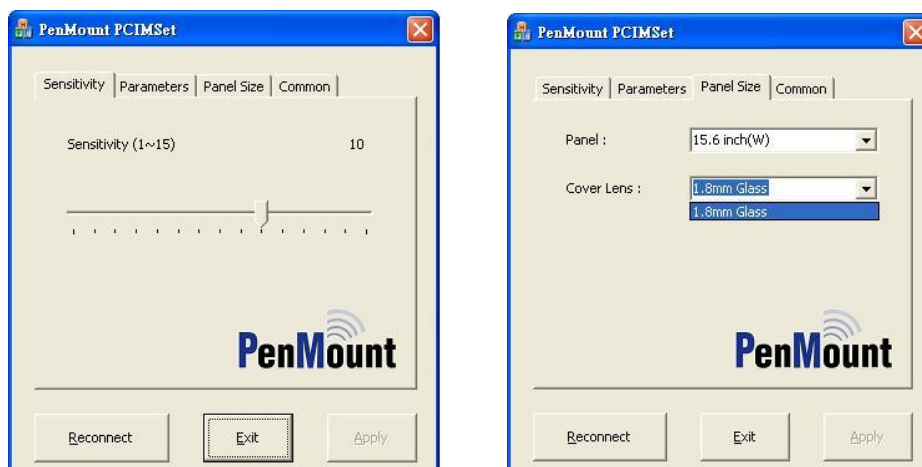 PenMount PCIMSet
Sensitivity Parameters Panel Size Common
Sensitivity (1~15) 10
PenMount
Reconnect Exit Apply
PenMount PCIMSet
Sensitivity Parameters Panel Size Common
Panel : 15.6 inch(W)
Cover Lens : 1.8mm Glass
1.8mm Glass
PenMount
Reconnect Exit Apply